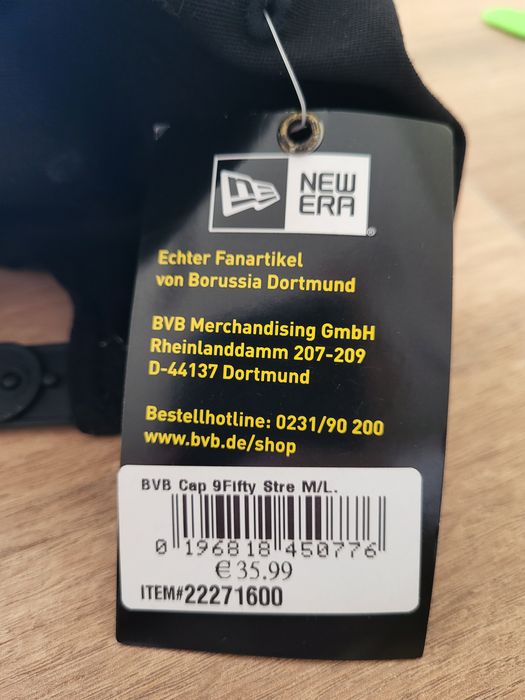 NEW
ERA
®
Echter Fanartikel
von Borussia Dortmund
BVB Merchandising GmbH
Rheinlanddamm 207-209
D-44137 Dortmund
Bestellhotline: 0231/90 200
www.bvb.de/shop
BVB Cap 9Fifty Stre M/L.
0 196818 450776
€ 35.99
ITEM#22271600